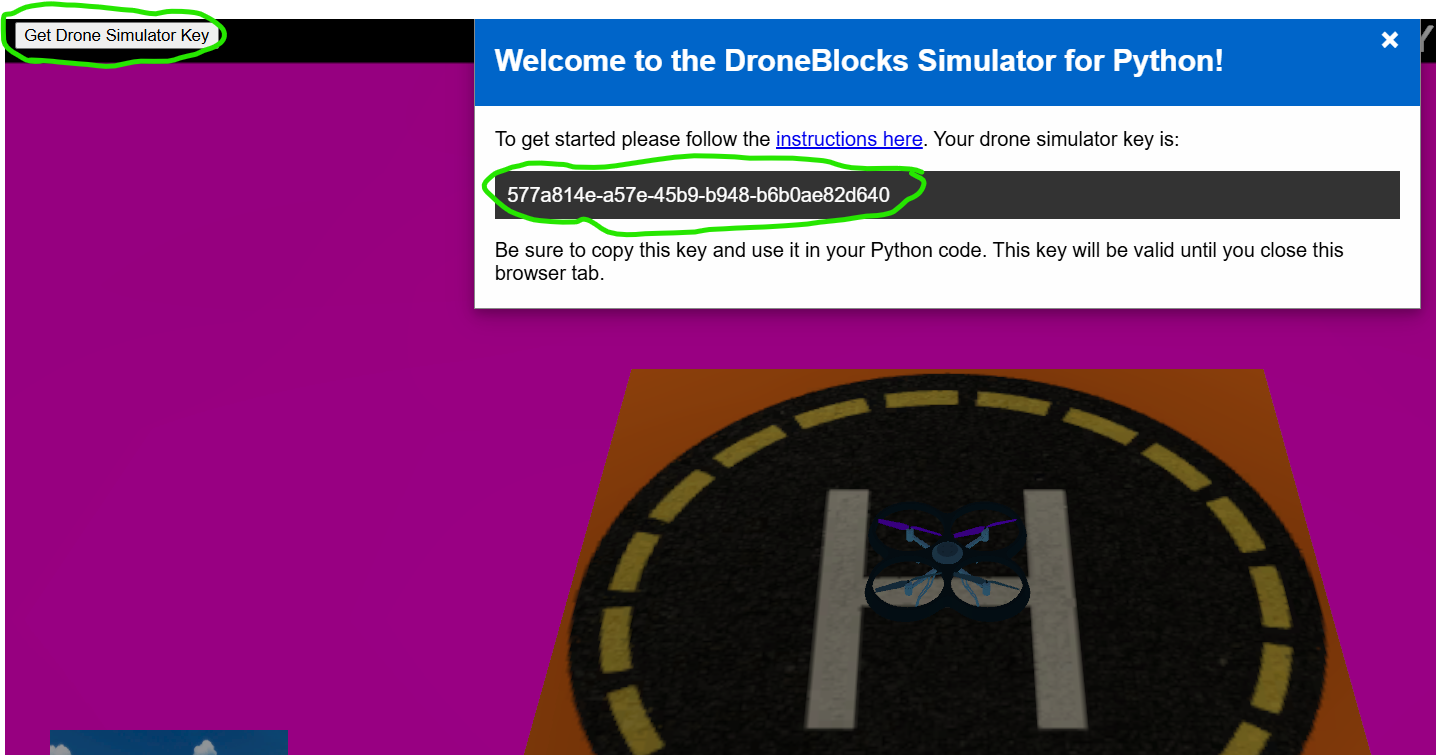 Get Drone Simulator Key
Welcome to the DroneBlocks Simulator for Python!
To get started please follow the instructions here. Your drone simulator key is:
577a814e-a57e-45b9-b948-b6b0ae82d640
Be sure to copy this key and use it in your Python code. This key will be valid until you close this
browser tab.